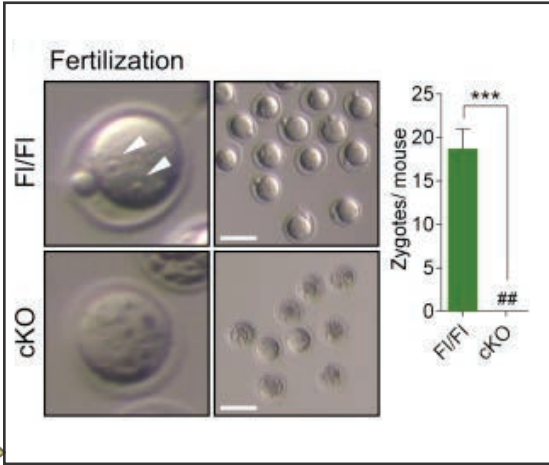 Fertilization
Fl/Fl
cKO
Zygotes/ mouse
25
20
15
10
5
0
***
##
Fl/Fl
cKO